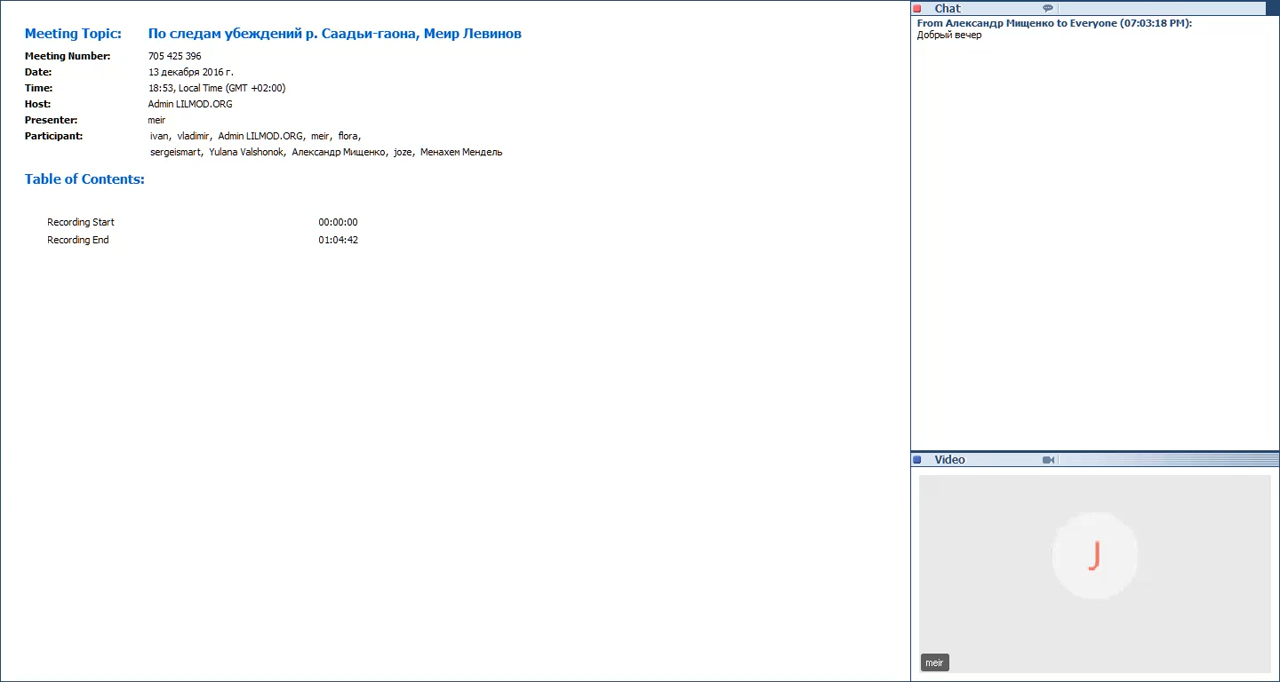 Meeting Topic: По следам убеждений р. Саадьи-гаона, Меир Левинов
Meeting Number: 705 425 396
Date: 13 декабря 2016 г.
Time: 18:53, Local Time (GMT +02:00)
Host: Admin LILMOD.ORG
Presenter: meir
Participant: ivan, vladimir, Admin LILMOD.ORG, meir, flora,
sergeismart, Yulana Valshonok, Александр Мищенко, joze, Менахем Мендель
Table of Contents:
Recording Start 00:00:00
Recording End 01:04:42
Chat
From Александр Мищенко to Everyone (07:03:18 PM):
Добрый вечер
Video
J
meir